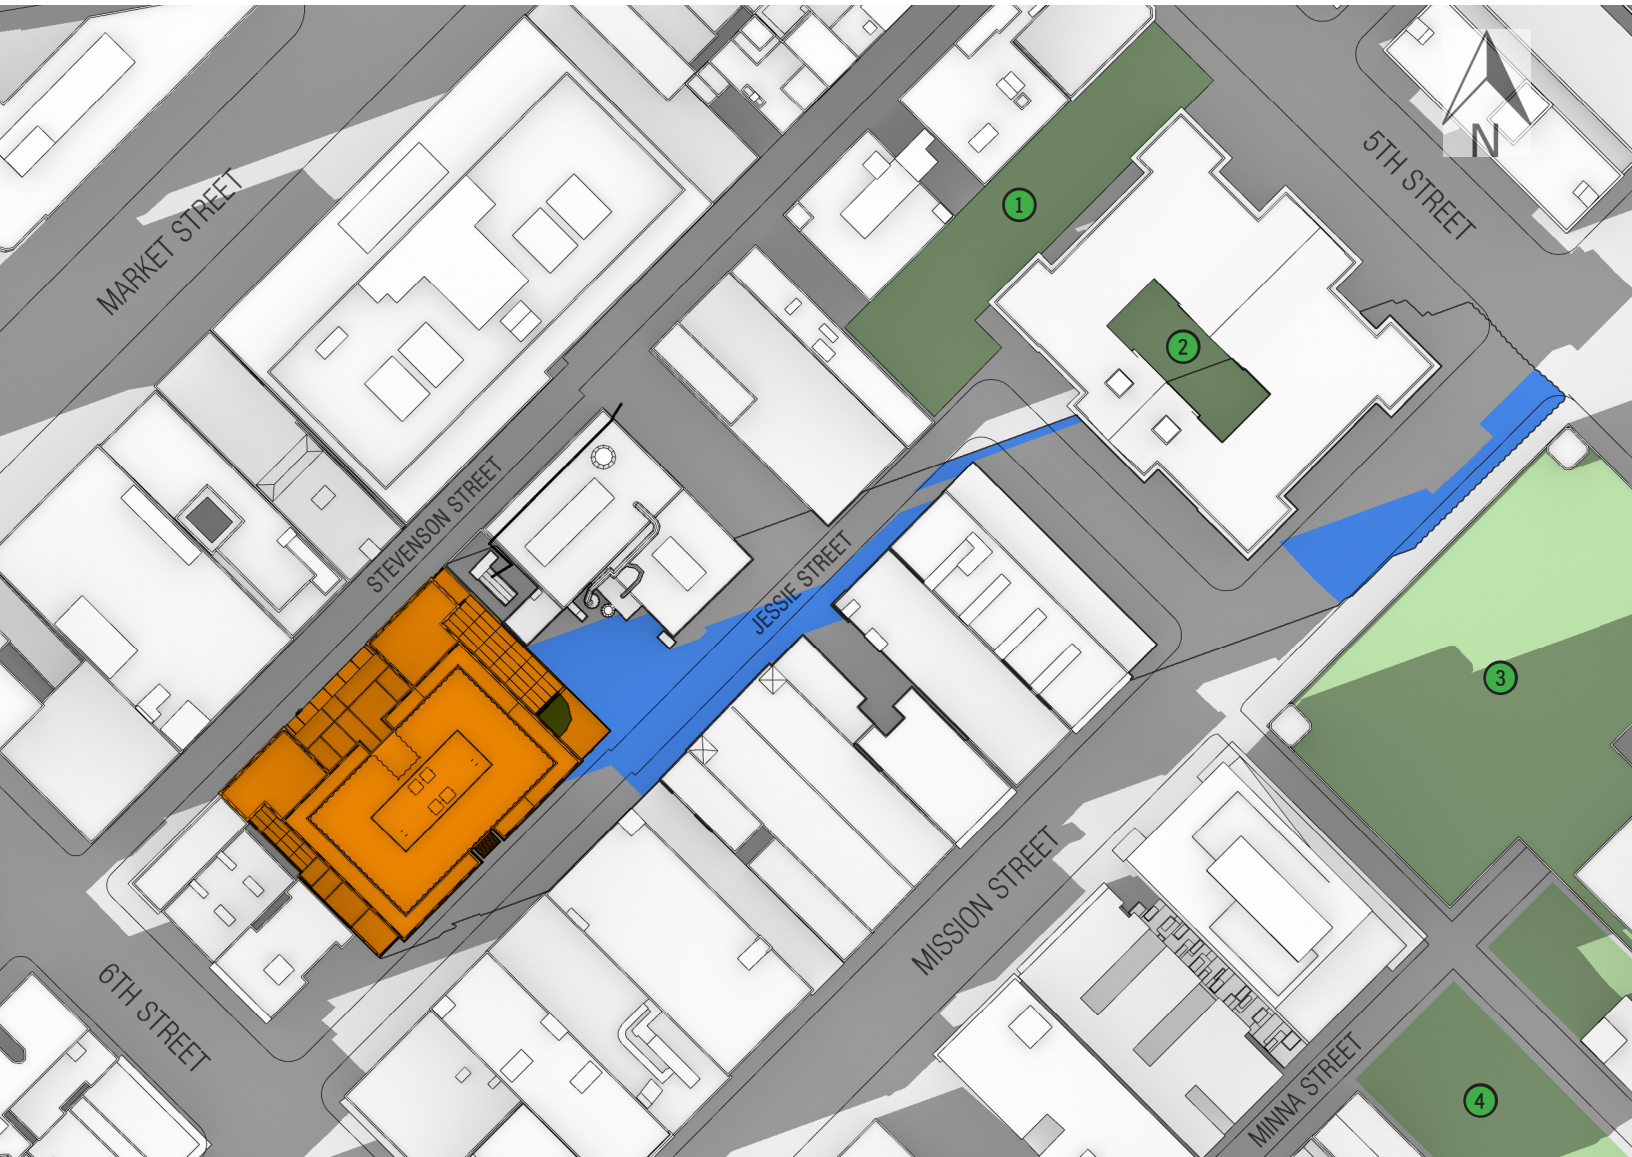 MARKET STREET
5TH STREET
N
1
2
STEVENSON STREET
JESSIE STREET
3
MISSION STREET
6TH STREET
MINNA STREET
4